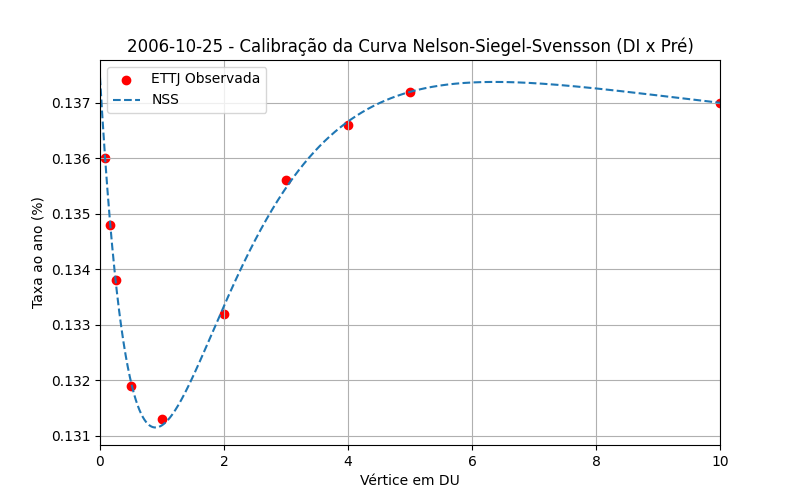 2006-10-25 - Calibração da Curva Nelson-Siegel-Svensson (DI x Pré)
ETTJ Observada
NSS
Taxa ao ano (%)
0.137
0.136
0.135
0.134
0.133
0.132
0.131
0 2 4 6 8 10
Vértice em DU